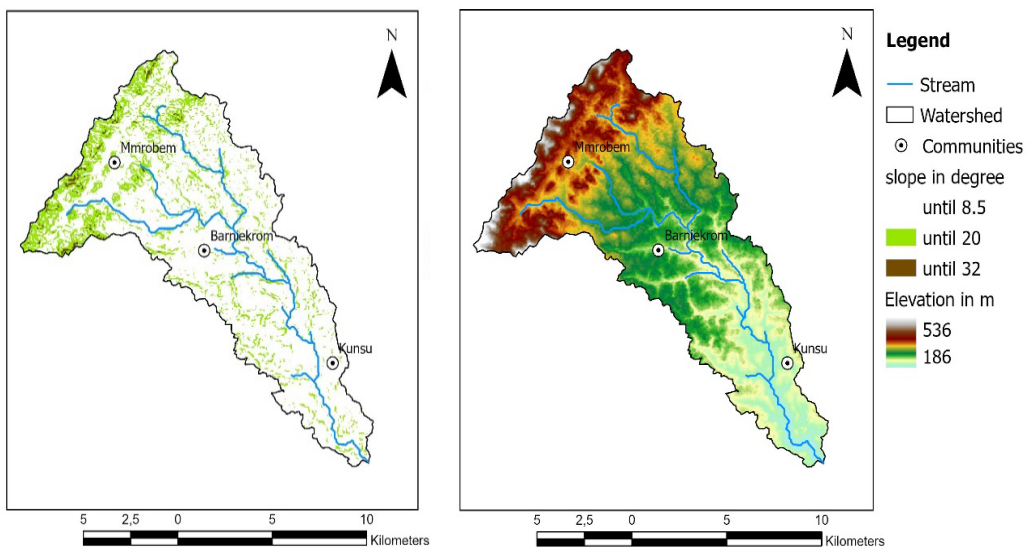 N
Mmrobem
Barniekrom
Kunsu
5 2,5 0 5 10
Kilometers
N
Mmrobem
Barniekrom
Kunsu
5 2,5 0 5 10
Kilometers
Legend
Stream
Watershed
Communities
slope in degree
until 8.5
until 20
until 32
Elevation in m
536
186